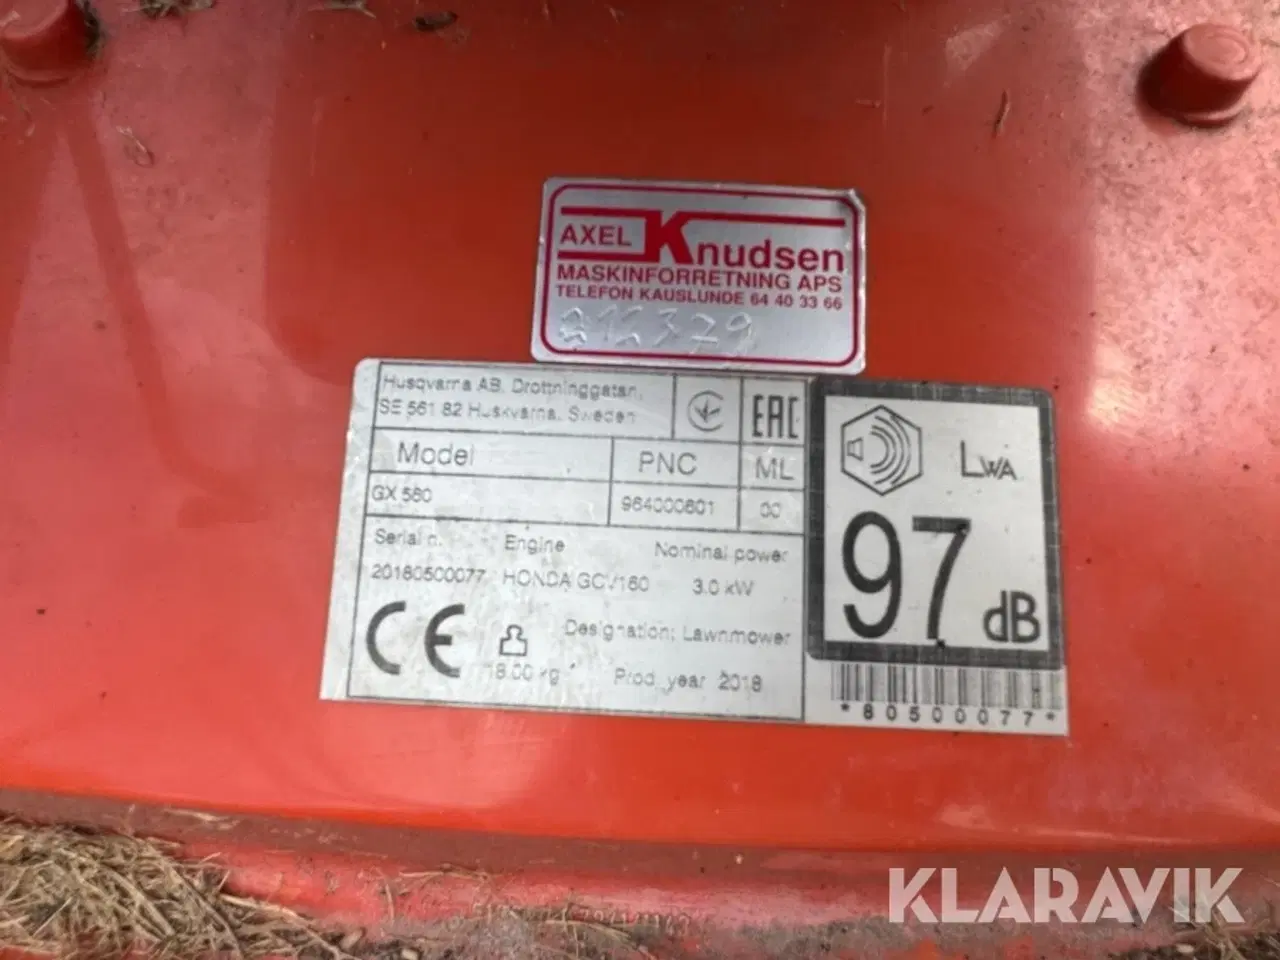 AXEL Knudsen
MASKINFORRETNING APS
TELEFON KAUSLUNDE 64 40 33 66
Husqvarna AB, Drottninggatan,
SE 561 82 Huskvarna, Sweden
EAC
Model PNC ML
GX 560 964000601 00
Serial n. Engine Nominal power
20180500077 HONDA GCV160 3.0 kW
CE
Designation: Lawnmower
18.00 kg Prod. year 2018
LWA
97 dB
*80500077*
KLARAVIK